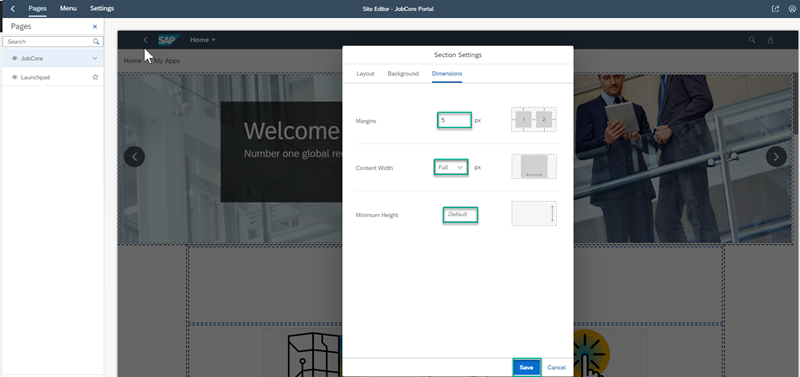 Pages Menu Settings Site Editor - JobCore Portal
Pages
Search
JobCore
Launchpad
SAP Home
Home
My Apps
Welcome
Number one global re
Section Settings
Layout Background Dimensions
Margins 5 px 1 2
Content Width Full px
Minimum Height Default
Save Cancel